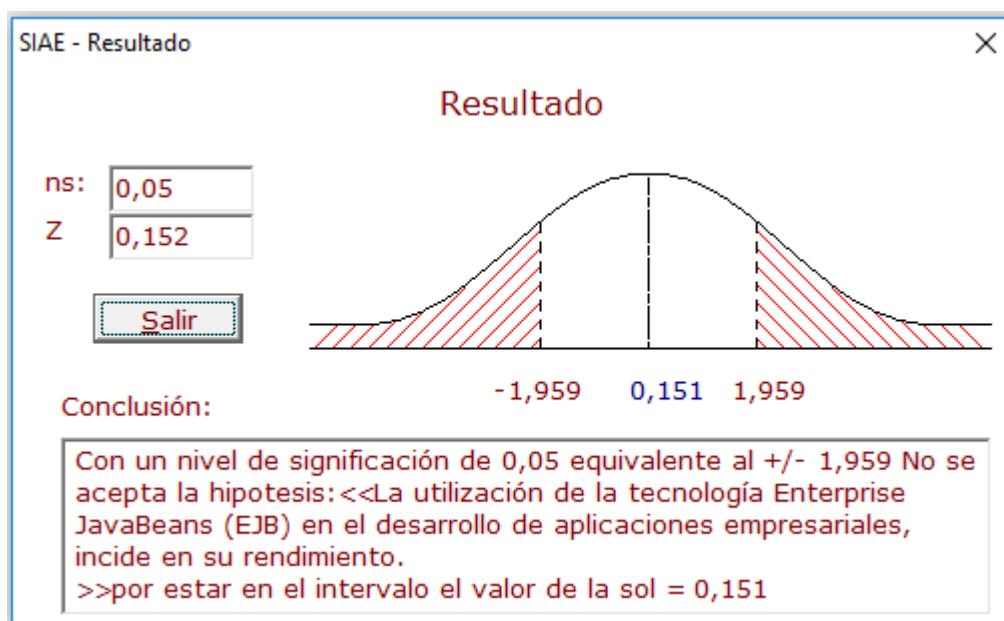 SIAE - Resultado
Resultado
ns: 0,05
Z 0,152
Salir
-1,959 0,151 1,959
Conclusión:
Con un nivel de significación de 0,05 equivalente al +/- 1,959 No se
acepta la hipotesis:<<La utilización de la tecnología Enterprise
JavaBeans (EJB) en el desarrollo de aplicaciones empresariales,
incide en su rendimiento.
>>por estar en el intervalo el valor de la sol = 0,151